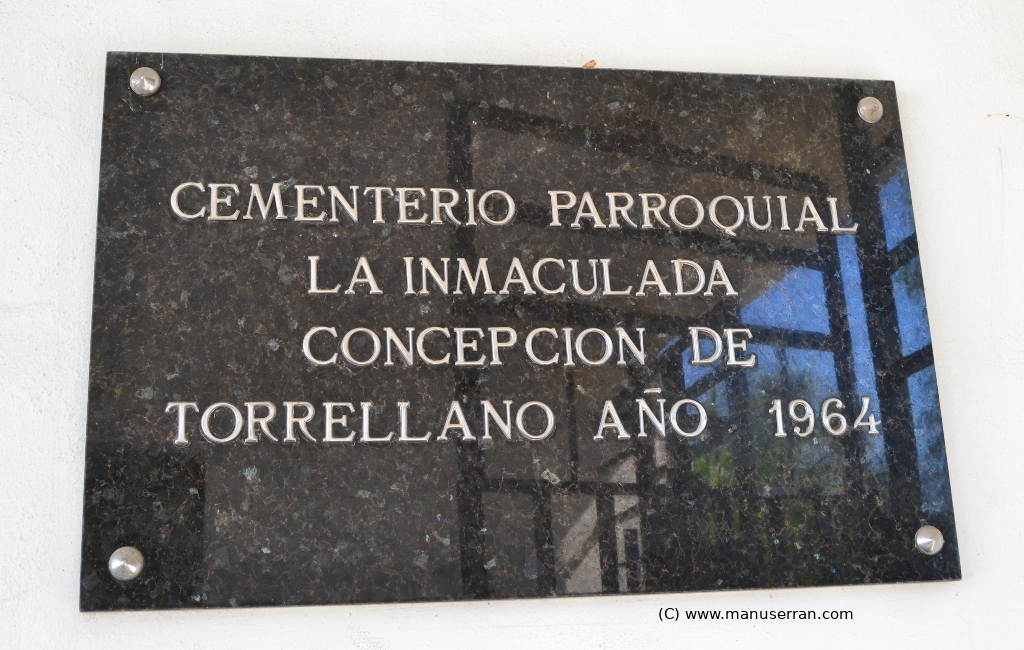 CEMENTERIO PARROQUIAL
LA INMACULADA
CONCEPCION DE
TORRELLANO AÑO 1964
(C) www.manuserran.com